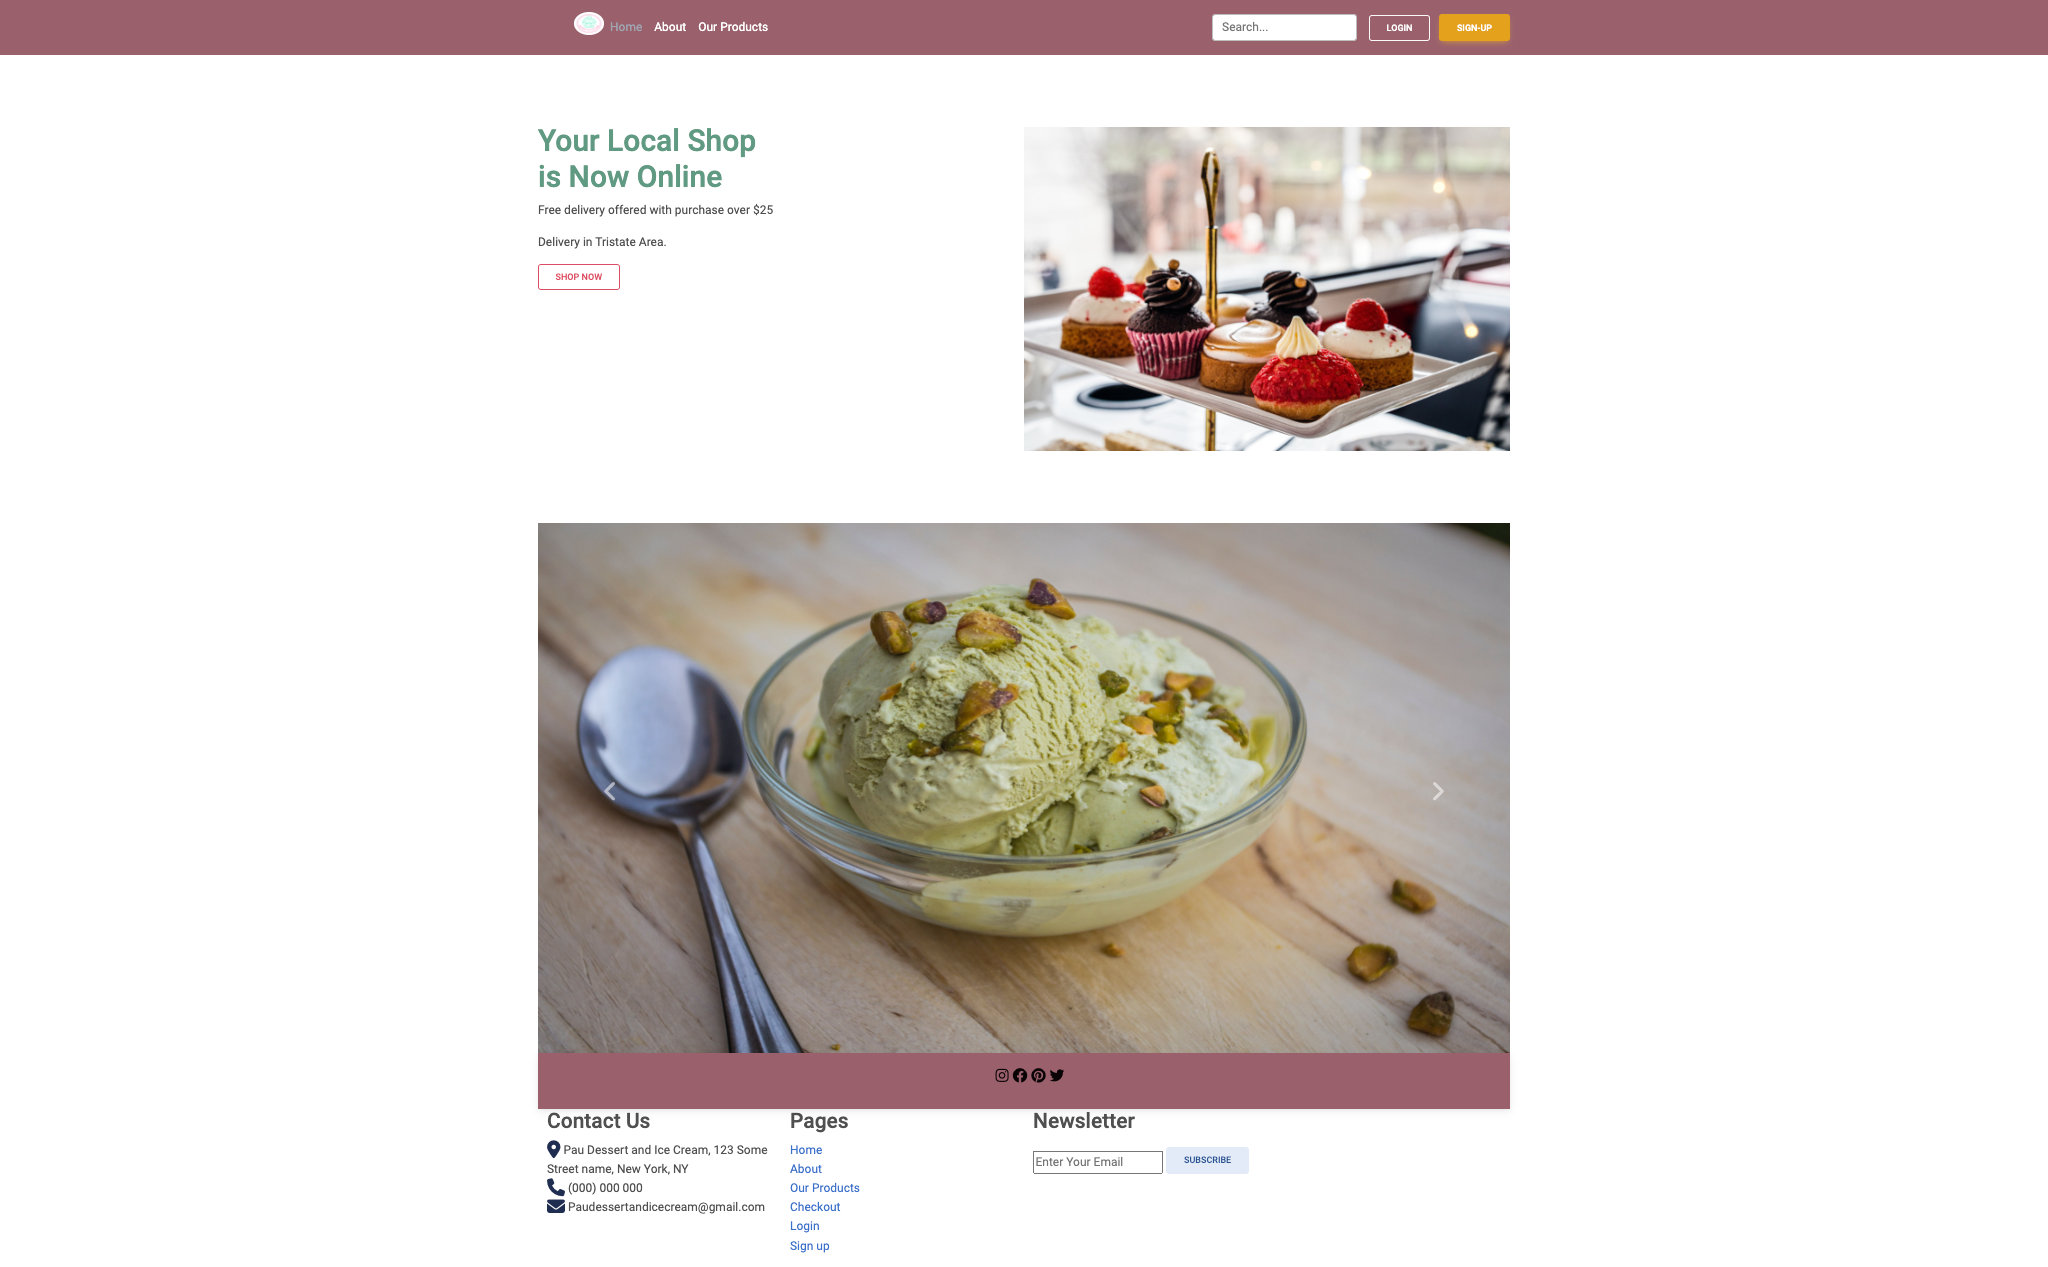 Home About Our Products Search... LOGIN SIGN-UP
Your Local Shop
is Now Online
Free delivery offered with purchase over $25
Delivery in Tristate Area.
SHOP NOW
Contact Us
Pau Dessert and Ice Cream, 123 Some
Street name, New York, NY
(000) 000 000
Paudessertandicecream@gmail.com
Pages
Home
About
Our Products
Checkout
Login
Sign up
Newsletter
Enter Your Email SUBSCRIBE